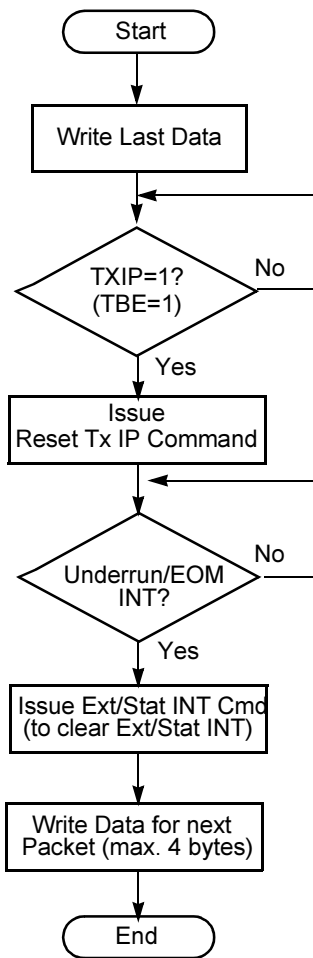 Start
Write Last Data
TXIP=1?
(TBE=1)
No
Yes
Issue
Reset Tx IP Command
Underrun/EOM
INT?
No
Yes
Issue Ext/Stat INT Cmd
(to clear Ext/Stat INT)
Write Data for next
Packet (max. 4 bytes)
End